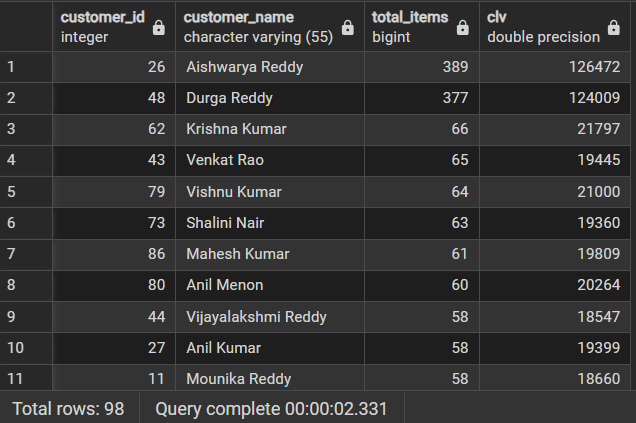 customer_id customer_name total_items clv
integer character varying (55) bigint double precision
1 26 Aishwarya Reddy 389 126472
2 48 Durga Reddy 377 124009
3 62 Krishna Kumar 66 21797
4 43 Venkat Rao 65 19445
5 79 Vishnu Kumar 64 21000
6 73 Shalini Nair 63 19360
7 86 Mahesh Kumar 61 19809
8 80 Anil Menon 60 20264
9 44 Vijayalakshmi Reddy 58 18547
10 27 Anil Kumar 58 19399
11 11 Mounika Reddy 58 18660
Total rows: 98 Query complete 00:00:02.331